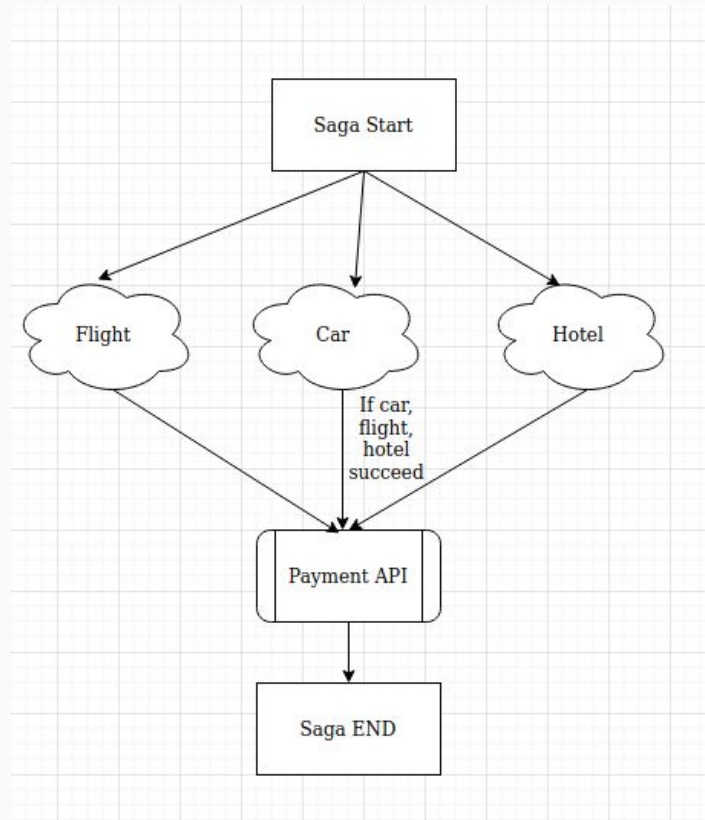 Saga Start
Flight
Car
Hotel
If car,
flight,
hotel
succeed
Payment API
Saga END